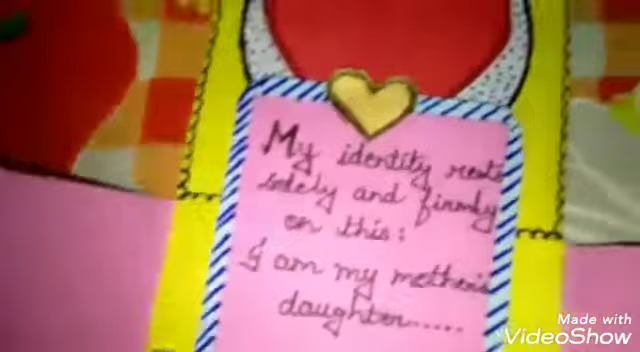 My identity rests
solely and firmly
on this:
I am my mother's
daughter.....
Made with
VideoShow